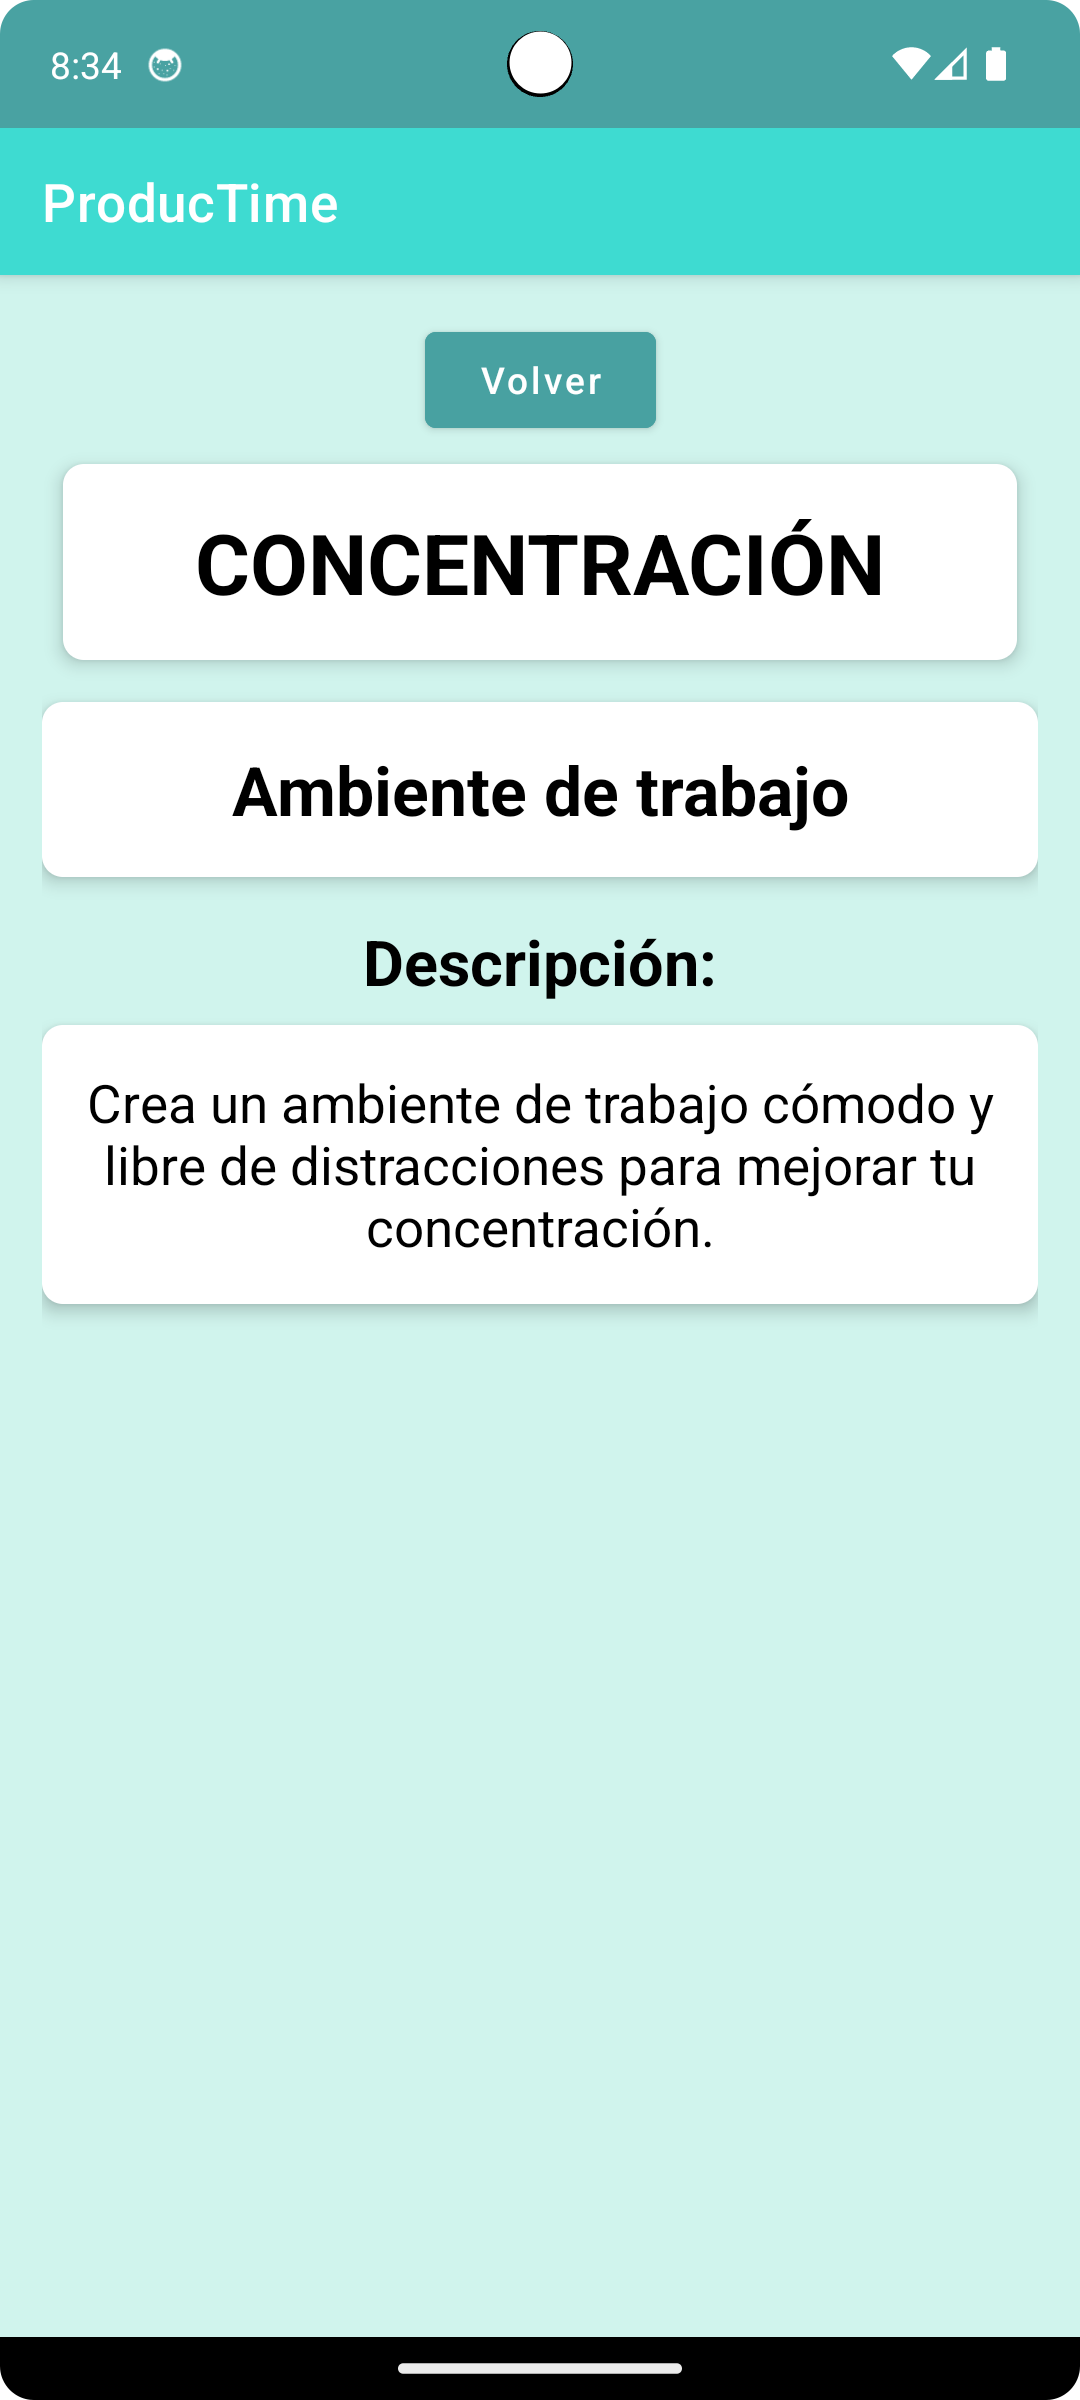 8:34
ProducTime
Volver
CONCENTRACIÓN
Ambiente de trabajo
Descripción:
Crea un ambiente de trabajo cómodo y
libre de distracciones para mejorar tu
concentración.